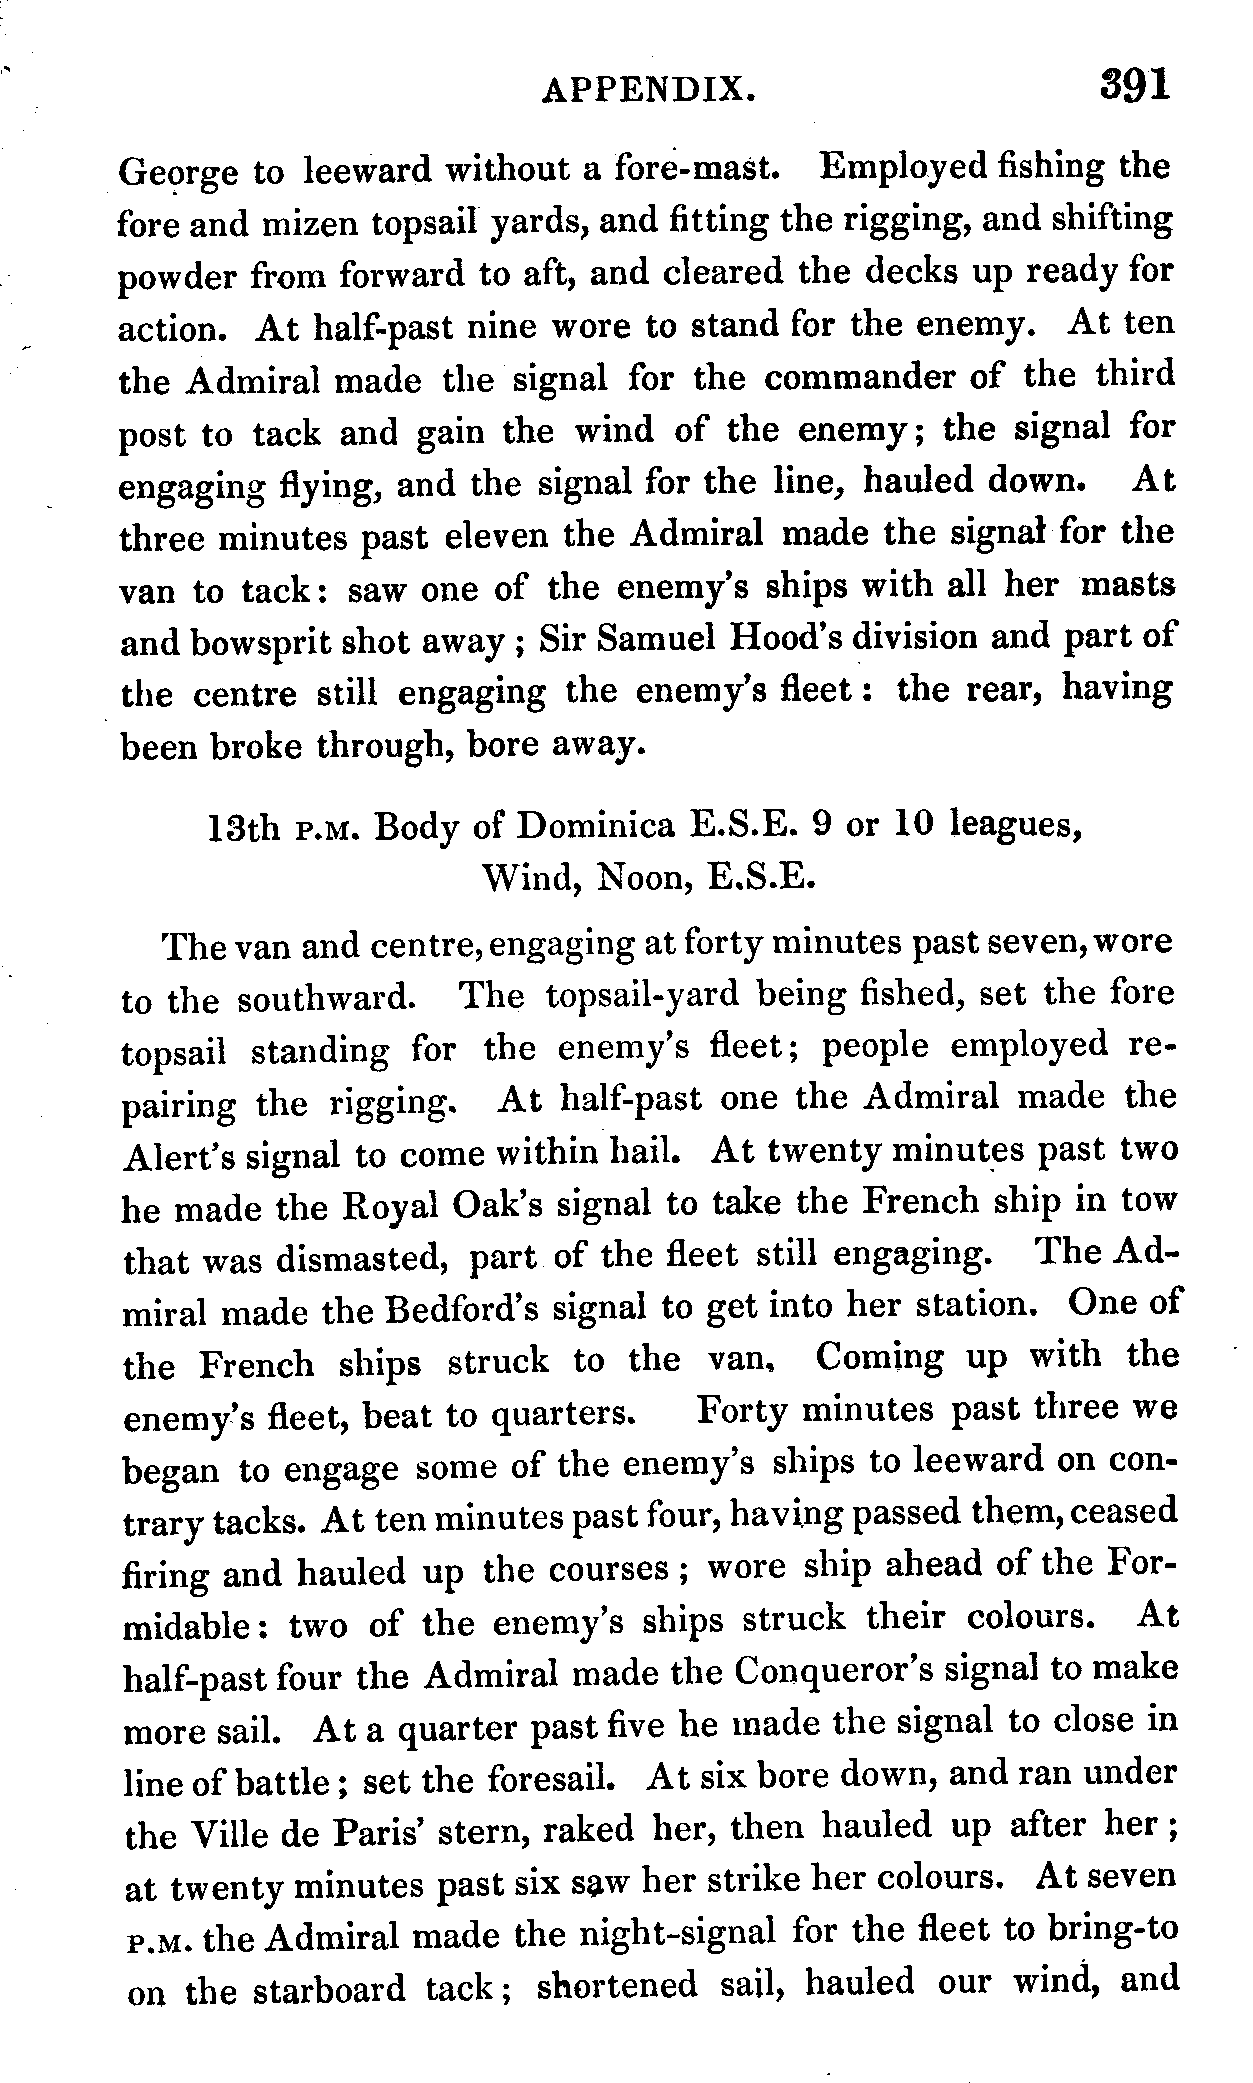 APPENDIX. 391
George to leeward without a fore-mast. Employed fishing the
fore and mizen topsail yards, and fitting the rigging, and shifting
powder from forward to aft, and cleared the decks up ready for
action. At half-past nine wore to stand for the enemy. At ten
the Admiral made the signal for the commander of the third
post to tack and gain the wind of the enemy; the signal for
engaging flying, and the signal for the line, hauled down. At
three minutes past eleven the Admiral made the signal for the
van to tack: saw one of the enemy's ships with all her masts
and bowsprit shot away; Sir Samuel Hood's division and part of
the centre still engaging the enemy's fleet: the rear, having
been broke through, bore away.
13th P.M. Body of Dominica E.S.E. 9 or 10 leagues,
Wind, Noon, E.S.E.
The van and centre, engaging at forty minutes past seven, wore
to the southward. The topsail-yard being fished, set the fore
topsail standing for the enemy's fleet; people employed re-
pairing the rigging. At half-past one the Admiral made the
Alert's signal to come within hail. At twenty minutes past two
he made the Royal Oak's signal to take the French ship in tow
that was dismasted, part of the fleet still engaging. The Ad-
miral made the Bedford's signal to get into her station. One of
the French ships struck to the van, Coming up with the
enemy's fleet, beat to quarters. Forty minutes past three we
began to engage some of the enemy's ships to leeward on con-
trary tacks. At ten minutes past four, having passed them, ceased
firing and hauled up the courses; wore ship ahead of the For-
midable: two of the enemy's ships struck their colours. At
half-past four the Admiral made the Conqueror's signal to make
more sail. At a quarter past five he made the signal to close in
line of battle; set the foresail. At six bore down, and ran under
the Ville de Paris' stern, raked her, then hauled up after her;
at twenty minutes past six saw her strike her colours. At seven
P.M. the Admiral made the night-signal for the fleet to bring-to
on the starboard tack; shortened sail, hauled our wind, and